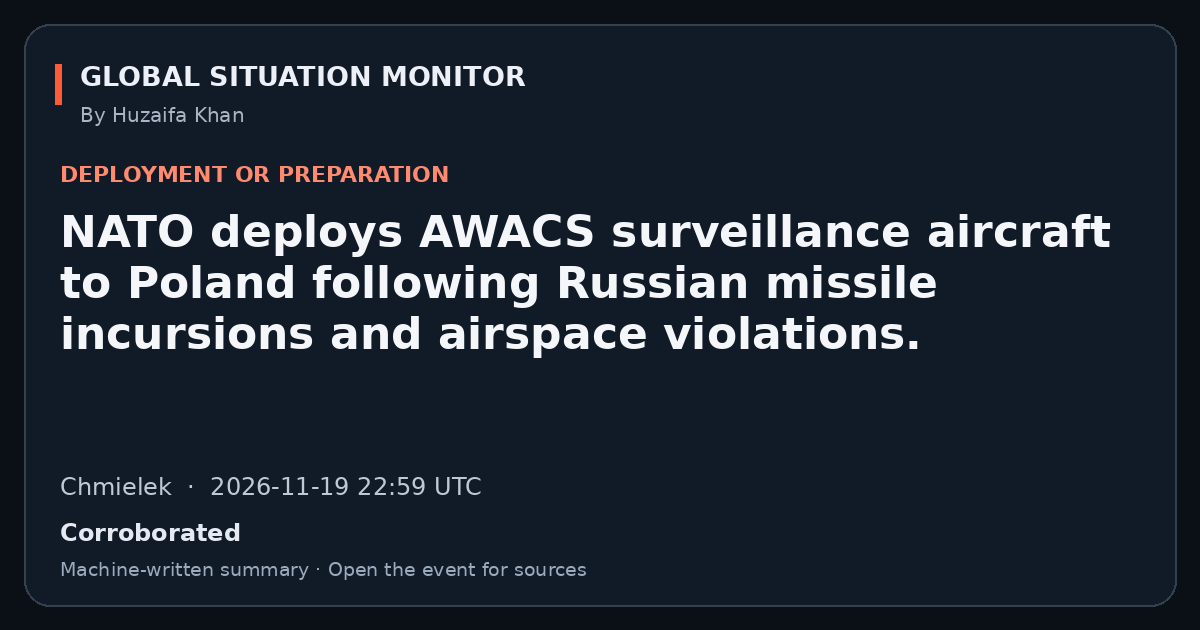 GLOBAL SITUATION MONITOR
By Huzaifa Khan
DEPLOYMENT OR PREPARATION
NATO deploys AWACS surveillance aircraft
to Poland following Russian missile
incursions and airspace violations.
Chmielek · 2026-11-19 22:59 UTC
Corroborated
Machine-written summary · Open the event for sources